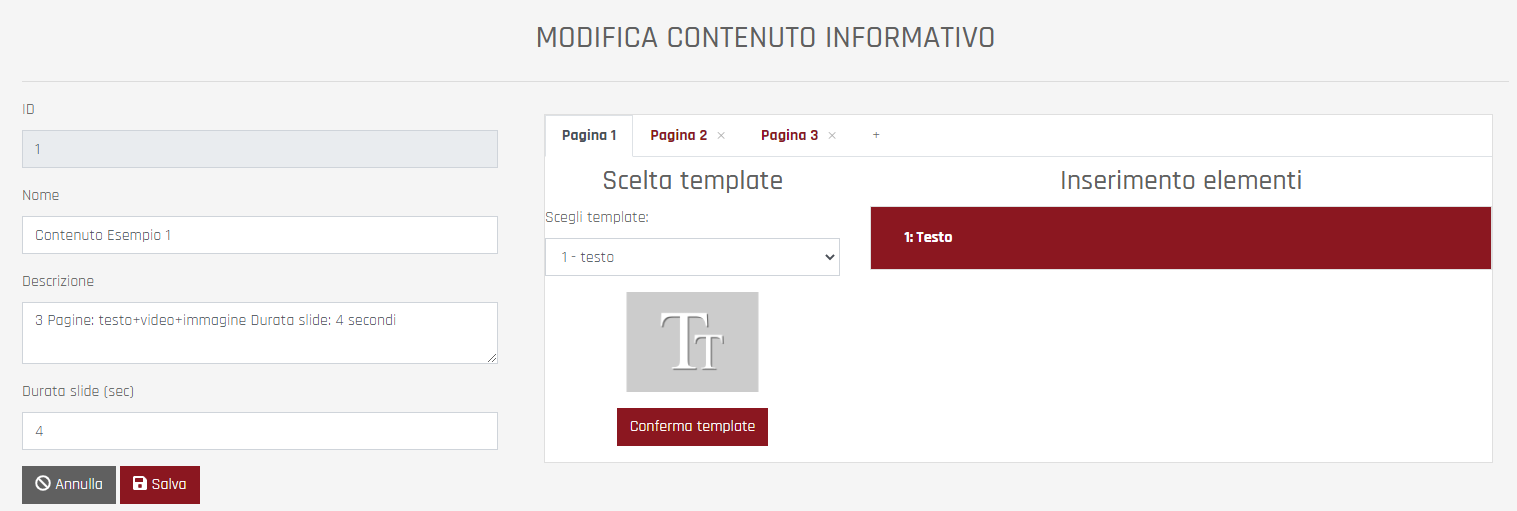 MODIFICA CONTENUTO INFORMATIVO
ID
1
Nome
Contenuto Esempio 1
Descrizione
3 Pagine: testo+video+immagine Durata slide: 4 secondi
Durata slide (sec)
4
Annulla Salva
Pagina 1 Pagina 2 × Pagina 3 × +
Scelta template
Scegli template:
1 - testo
TT
Conferma template
Inserimento elementi
1: Testo